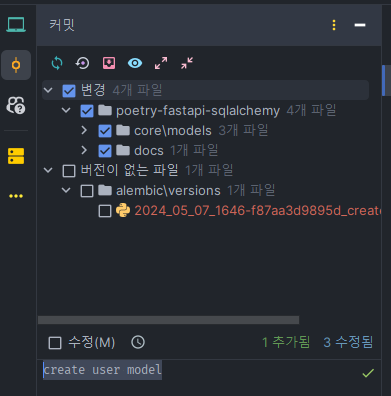 커밋
변경 4개 파일
poetry-fastapi-sqlalchemy 4개 파일
core\models 3개 파일
docs 1개 파일
버전이 없는 파일 1개 파일
alembic\versions 1개 파일
2024_05_07_1646-f87aa3d9895d_create
수정(M) 1 추가됨 3 수정됨
create user model